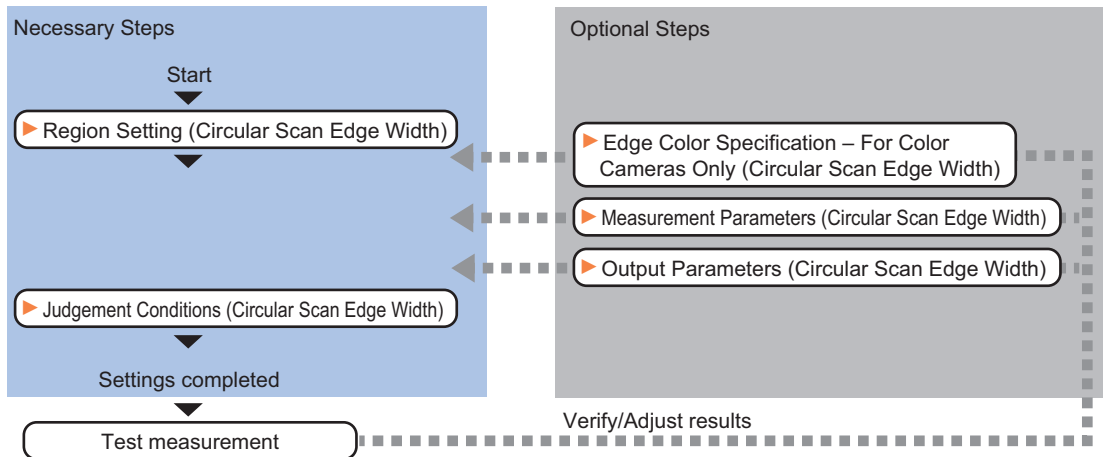 Necessary Steps
Start
Region Setting (Circular Scan Edge Width)
Judgement Conditions (Circular Scan Edge Width)
Settings completed
Test measurement
Optional Steps
Edge Color Specification – For Color
Cameras Only (Circular Scan Edge Width)
Measurement Parameters (Circular Scan Edge Width)
Output Parameters (Circular Scan Edge Width)
Verify/Adjust results